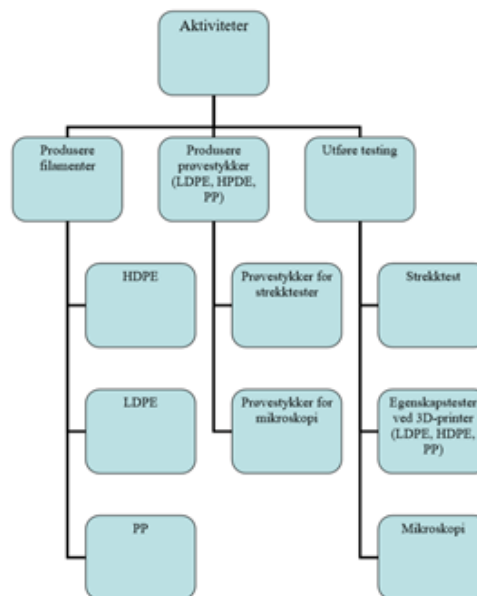 Aktiviteter
Produsere
filamenter
Produsere
prøvestykker
(LDPE, HPDE,
PP)
Utføre testing
HDPE
Prøvestykker for
strekktester
Strekktest
LDPE
Prøvestykker for
mikroskopi
Egenskapstester
ved 3D-printer
(LDPE, HDPE,
PP)
PP
Mikroskopi